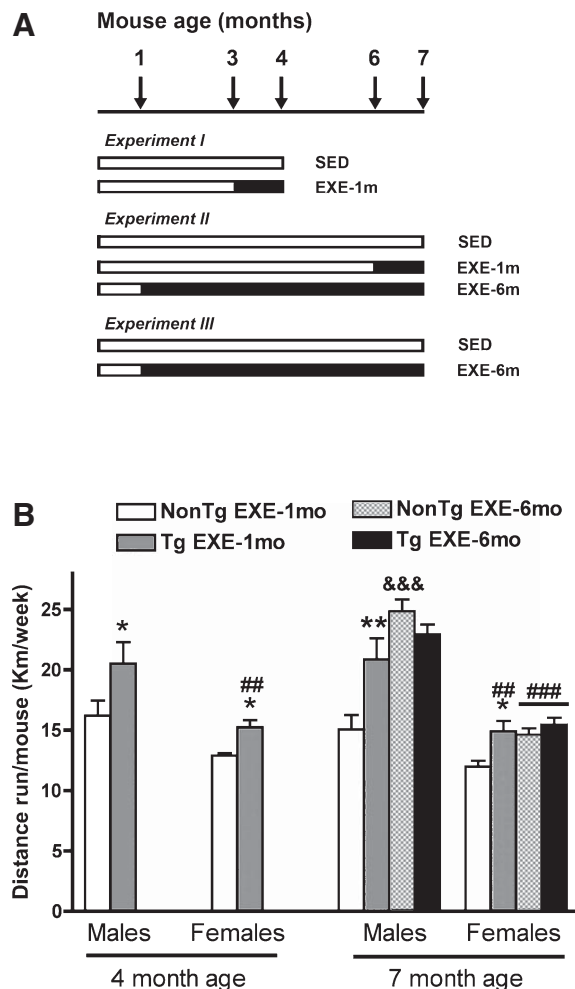 A
Mouse age (months)
1 3 4 6 7
Experiment I
SED
EXE-1m
Experiment II
SED
EXE-1m
EXE-6m
Experiment III
SED
EXE-6m
B
NonTg EXE-1mo NonTg EXE-6mo
Tg EXE-1mo Tg EXE-6mo
Distance run/mouse (Km/week)
25
20
15
10
5
0
*
##
*
**
&&&
##
*
###
Males Females Males Females
4 month age 7 month age